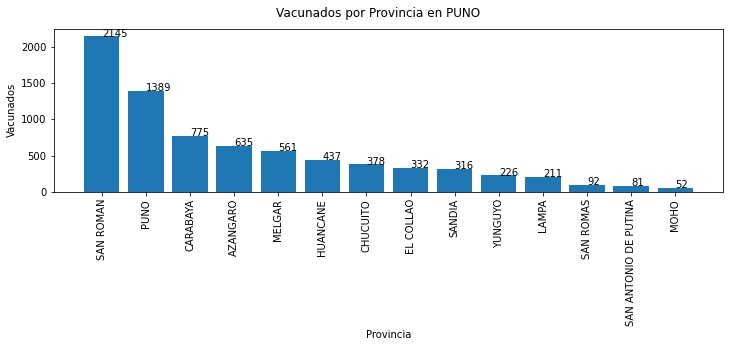 Vacunados por Provincia en PUNO
Vacunados
2000
1500
1000
500
0
2145
1389
775
635
561
437
378
332
316
226
211
92
81
52
SAN ROMAN
PUNO
CARABAYA
AZANGARO
MELGAR
HUANCANE
CHUCUITO
EL COLLAO
SANDIA
YUNGUYO
LAMPA
SAN ROMAS
SAN ANTONIO DE PUTINA
MOHO
Provincia